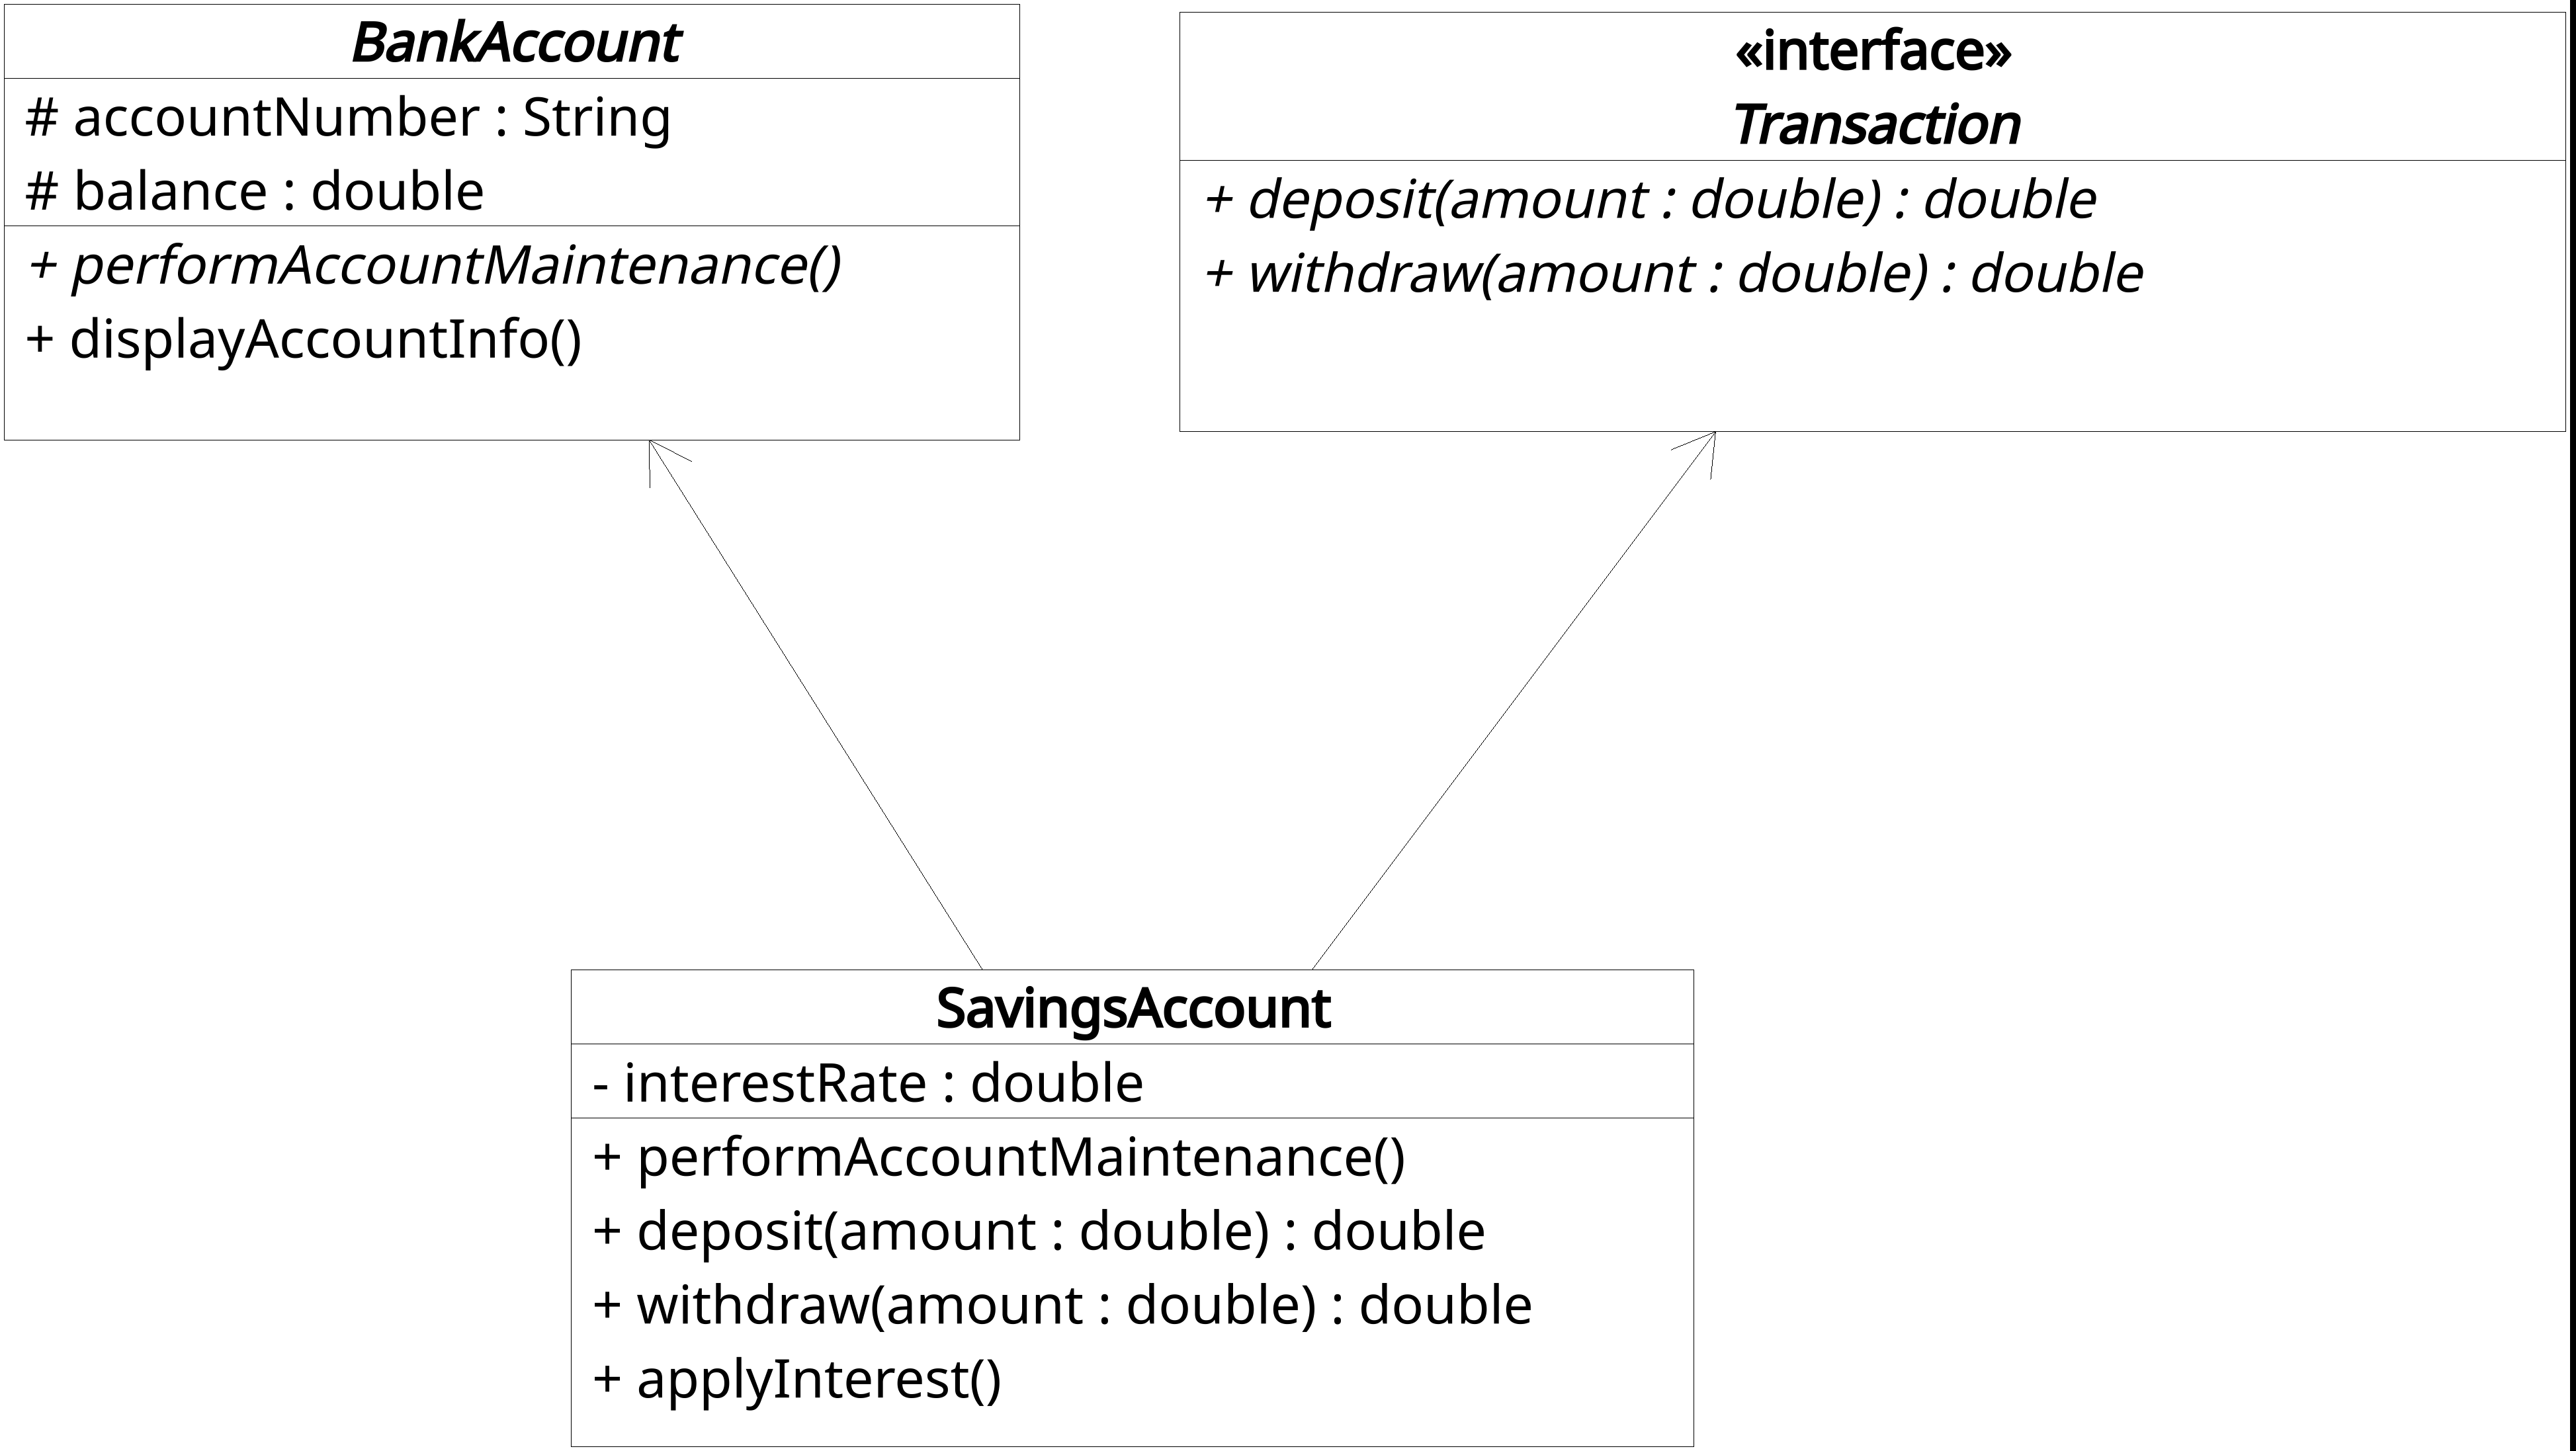 BankAccount
# accountNumber : String
# balance : double
+ performAccountMaintenance()
+ displayAccountInfo()
«interface»
Transaction
+ deposit(amount : double) : double
+ withdraw(amount : double) : double
SavingsAccount
- interestRate : double
+ performAccountMaintenance()
+ deposit(amount : double) : double
+ withdraw(amount : double) : double
+ applyInterest()